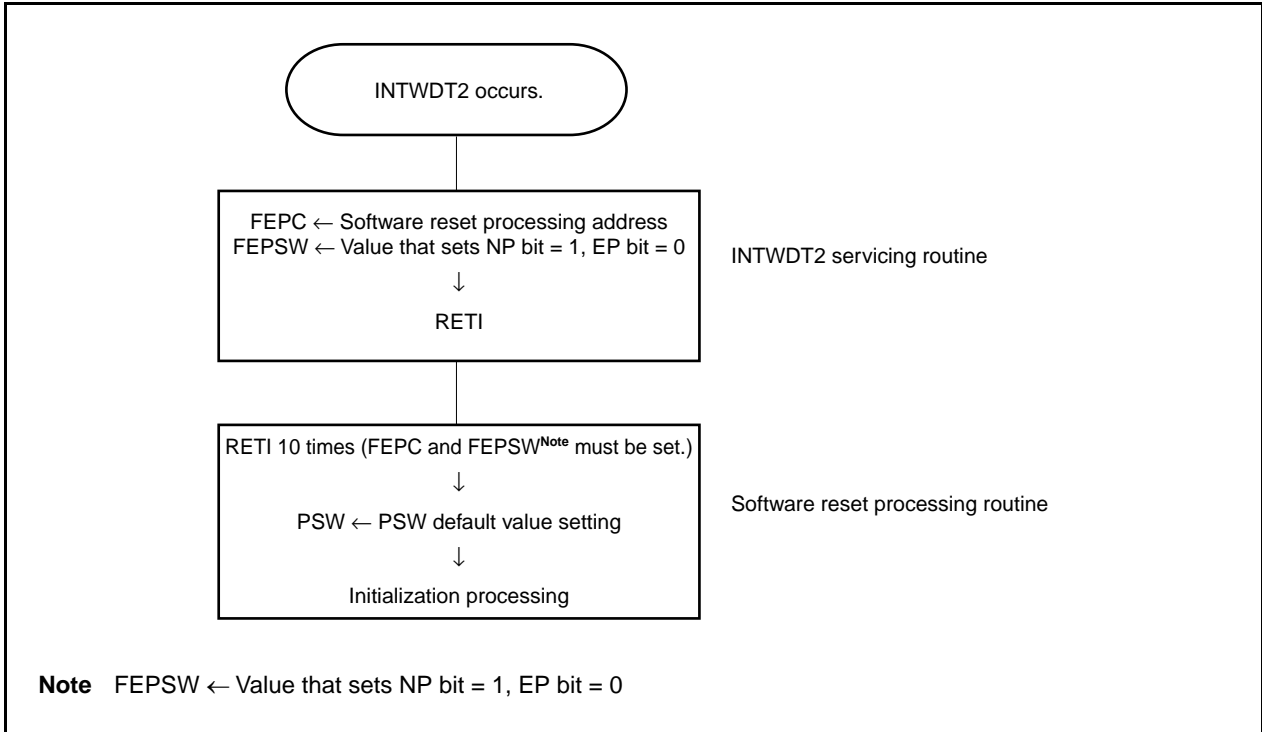 INTWDT2 occurs.
FEPC ← Software reset processing address
FEPSW ← Value that sets NP bit = 1, EP bit = 0
↓
RETI
INTWDT2 servicing routine
RETI 10 times (FEPC and FEPSWNote must be set.)
↓
PSW ← PSW default value setting
↓
Initialization processing
Software reset processing routine
Note FEPSW ← Value that sets NP bit = 1, EP bit = 0